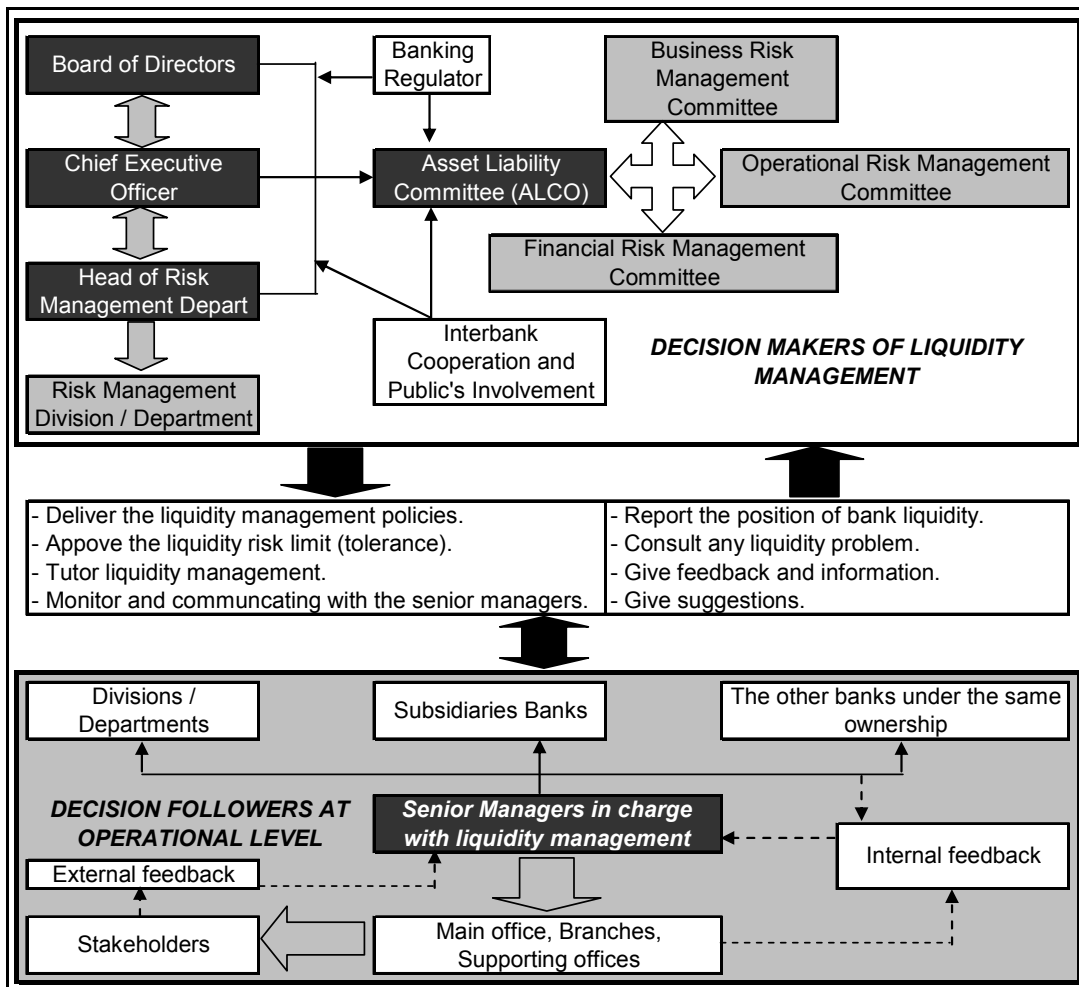 Board of Directors
Banking
Regulator
Business Risk
Management
Committee
Chief Executive
Officer
Asset Liability
Committee (ALCO)
Operational Risk Management
Committee
Financial Risk Management
Committee
Head of Risk
Management Depart
Interbank
Cooperation and
Public's Involvement
DECISION MAKERS OF LIQUIDITY
MANAGEMENT
Risk Management
Division / Department
- Deliver the liquidity management policies.
- Appove the liquidity risk limit (tolerance).
- Tutor liquidity management.
- Monitor and communcating with the senior managers.
- Report the position of bank liquidity.
- Consult any liquidity problem.
- Give feedback and information.
- Give suggestions.
Divisions /
Departments
Subsidiaries Banks
The other banks under the same
ownership
DECISION FOLLOWERS AT
OPERATIONAL LEVEL
Senior Managers in charge
with liquidity management
Internal feedback
External feedback
Stakeholders
Main office, Branches,
Supporting offices